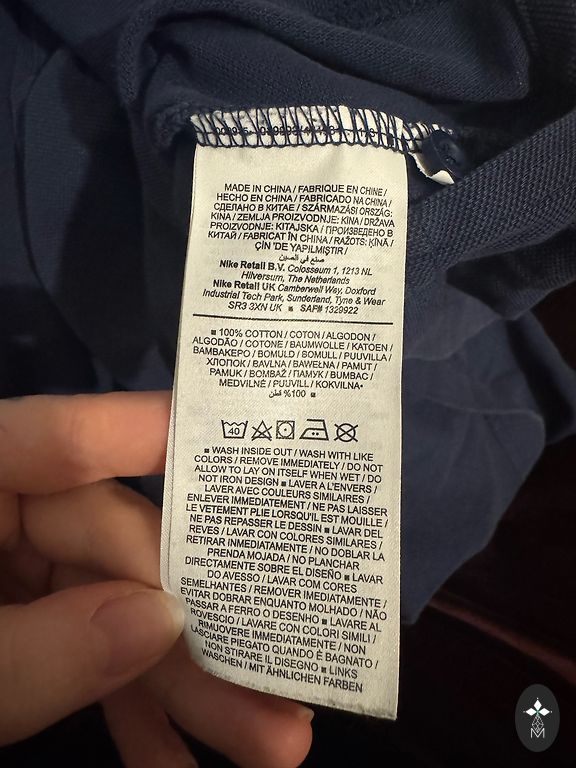 MADE IN CHINA / FABRIQUE EN CHINE /
HECHO EN CHINA / FABRICADO NA CHINA /
СДЕЛАНО В КИТАЕ / SZÁRMAZÁSI ORSZÁG:
KÍNA / ZEMLJA PROIZVODNJE: KINA / DRŽAVA
PROIZVODNJE: KITAJSKA / ПРОИЗВЕДЕНО В
КИТАЙ / FABRICAT ÎN CHINA / RAŽOTS: ĶĪNĀ /
ÇİN 'DE YAPILMIŞTIR /
صنع في الصين
Nike Retail B.V. Colosseum 1, 1213 NL
Hilversum, The Netherlands
Nike Retail UK Camberwell Way, Doxford
Industrial Tech Park, Sunderland, Tyne & Wear
SR3 3XN UK ▪ SAF# 1329922
▪ 100% COTTON / COTON / ALGODON /
ALGODÃO / COTONE / BAUMWOLLE / KATOEN /
ΒΑΜΒΑΚΕΡΟ / BOMULD / BOMULL / PUUVILLA /
ХЛОПОК / BAVLNA / BAWEŁNA / PAMUT /
PAMUK / BOMBAŽ / ПАМУК / BUMBAC /
MEDVILNĖ / PUUVILL / KOKVILNA▪
%100 قطن ▪
40
▪ WASH INSIDE OUT / WASH WITH LIKE
COLORS / REMOVE IMMEDIATELY / DO NOT
ALLOW TO LAY ON ITSELF WHEN WET / DO
NOT IRON DESIGN ▪ LAVER A L'ENVERS /
LAVER AVEC COULEURS SIMILAIRES /
ENLEVER IMMEDIATEMENT / NE PAS LAISSER
LE VETEMENT PLIE LORSQU'IL EST MOUILLE /
NE PAS REPASSER LE DESSIN ▪ LAVAR DEL
REVES / LAVAR CON COLORES SIMILARES /
RETIRAR INMEDIATAMENTE / NO DOBLAR LA
PRENDA MOJADA / NO PLANCHAR
DIRECTAMENTE SOBRE EL DISEÑO ▪ LAVAR
DO AVESSO / LAVAR COM CORES
SEMELHANTES / REMOVER IMEDIATAMENTE /
EVITAR DOBRAR ENQUANTO MOLHADO / NÃO
PASSAR A FERRO O DESENHO ▪ LAVARE AL
ROVESCIO / LAVARE CON COLORI SIMILI /
RIMUOVERE IMMEDIATAMENTE / NON
LASCIARE PIEGATO QUANDO È BAGNATO /
NON STIRARE IL DISEGNO ▪ LINKS
WASCHEN / MIT ÄHNLICHEN FARBEN